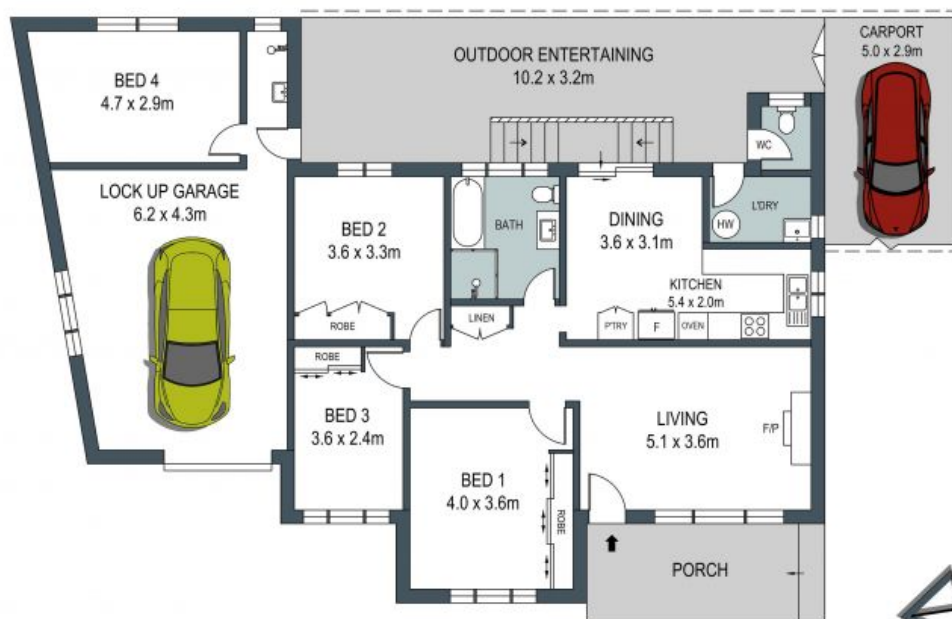 CARPORT
5.0 x 2.9m
OUTDOOR ENTERTAINING
10.2 x 3.2m
BED 4
4.7 x 2.9m
WC
LOCK UP GARAGE
6.2 x 4.3m
BED 2
3.6 x 3.3m
BATH
DINING
3.6 x 3.1m
L'DRY
HW
KITCHEN
5.4 x 2.0m
ROBE
LINEN
P'TRY
F
OVEN
ROBE
BED 3
3.6 x 2.4m
LIVING
5.1 x 3.6m
F/P
BED 1
4.0 x 3.6m
ROBE
PORCH